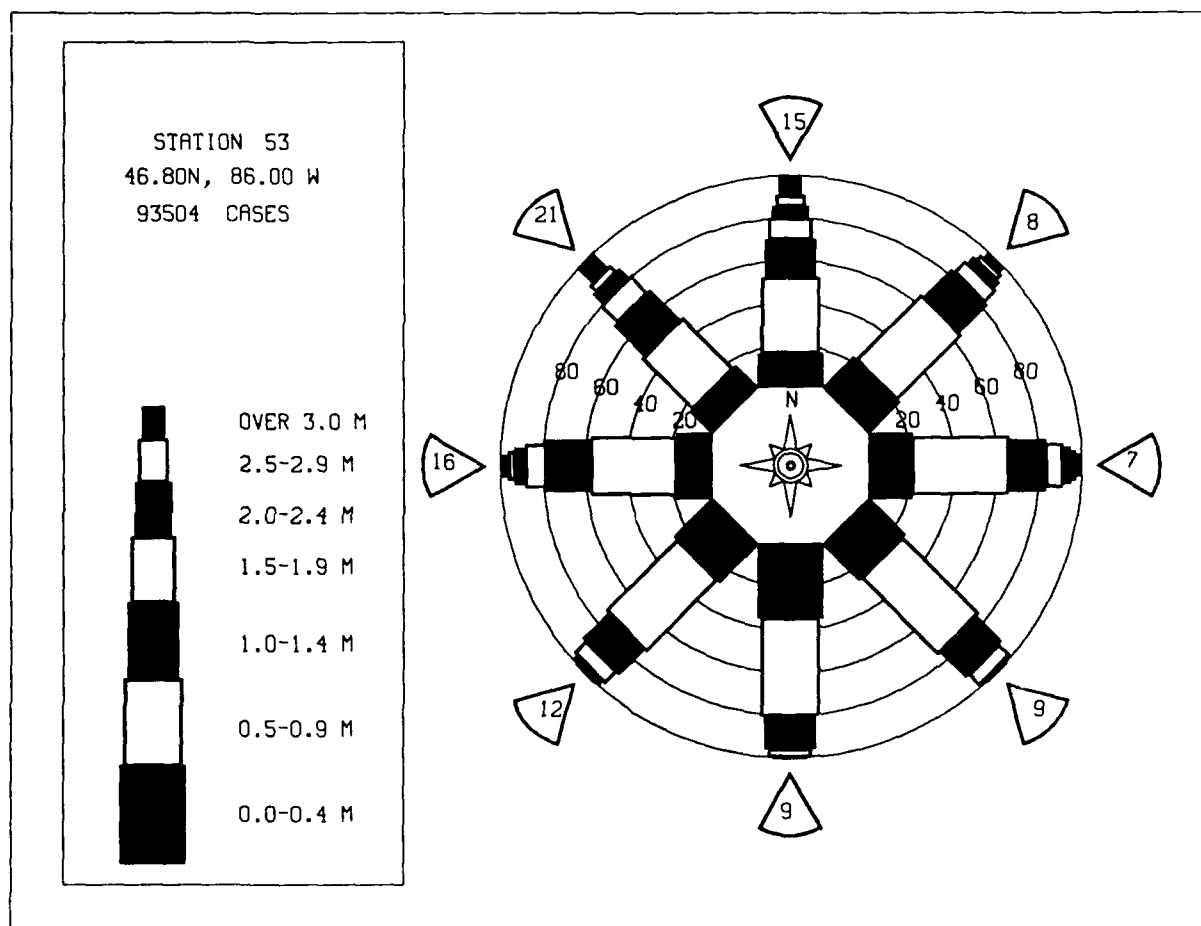 STATION 53
46.80N, 86.00 W
93504 CASES
OVER 3.0 M
2.5-2.9 M
2.0-2.4 M
1.5-1.9 M
1.0-1.4 M
0.5-0.9 M
0.0-0.4 M
15
21
8
80
60
40
20
N
20
40
60
80
16
7
12
9
9